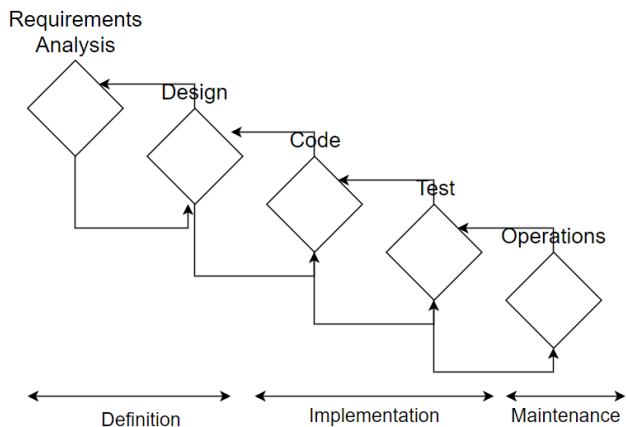 Requirements
Analysis
Design
Code
Test
Operations
Definition
Implementation
Maintenance